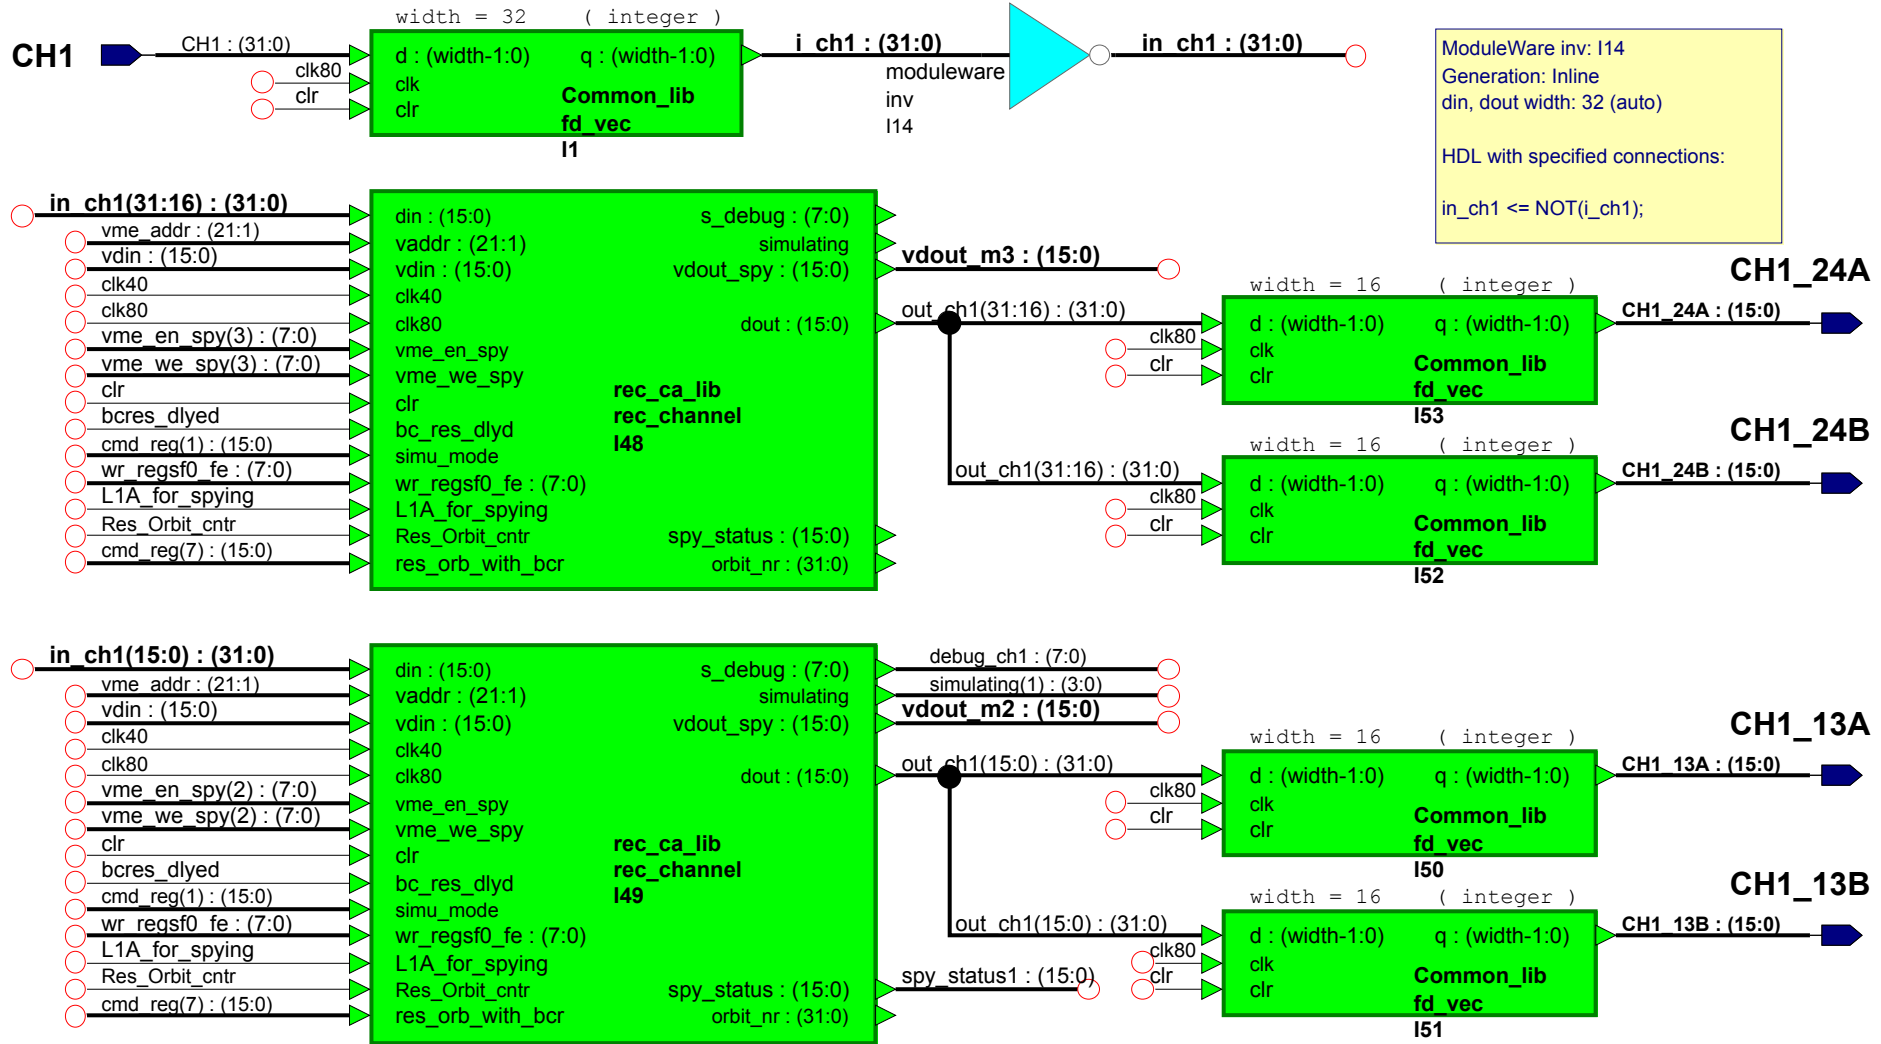 width = 32 ( integer )
CH1
CH1 : (31:0)
d : (width-1:0) q : (width-1:0)
i_ch1 : (31:0)
in_ch1 : (31:0)
clk80
clk
clr
clr
Common_lib
fd_vec
I1
moduleware
inv
I14
ModuleWare inv: I14
Generation: Inline
din, dout width: 32 (auto)
HDL with specified connections:
in_ch1 <= NOT(i_ch1);
in_ch1(31:16) : (31:0)
vme_addr : (21:1)
vdin : (15:0)
clk40
clk80
vme_en_spy(3) : (7:0)
vme_we_spy(3) : (7:0)
clr
bcres_dlyed
cmd_reg(1) : (15:0)
wr_regsf0_fe : (7:0)
L1A_for_spying
Res_Orbit_cntr
cmd_reg(7) : (15:0)
din : (15:0)
vaddr : (21:1)
vdin : (15:0)
clk40
clk80
vme_en_spy
vme_we_spy
clr
bc_res_dlyd
simu_mode
wr_regsf0_fe : (7:0)
L1A_for_spying
Res_Orbit_cntr
res_orb_with_bcr
rec_ca_lib
rec_channel
I48
s_debug : (7:0)
simulating
vdout_spy : (15:0)
dout : (15:0)
spy_status : (15:0)
orbit_nr : (31:0)
vdout_m3 : (15:0)
out_ch1(31:16) : (31:0)
out_ch1(31:16) : (31:0)
width = 16 ( integer )
CH1_24A
d : (width-1:0) q : (width-1:0)
CH1_24A : (15:0)
clk80
clk
clr
clr
Common_lib
fd_vec
I53
width = 16 ( integer )
CH1_24B
d : (width-1:0) q : (width-1:0)
CH1_24B : (15:0)
clk80
clk
clr
clr
Common_lib
fd_vec
I52
in_ch1(15:0) : (31:0)
vme_addr : (21:1)
vdin : (15:0)
clk40
clk80
vme_en_spy(2) : (7:0)
vme_we_spy(2) : (7:0)
clr
bcres_dlyed
cmd_reg(1) : (15:0)
wr_regsf0_fe : (7:0)
L1A_for_spying
Res_Orbit_cntr
cmd_reg(7) : (15:0)
din : (15:0)
vaddr : (21:1)
vdin : (15:0)
clk40
clk80
vme_en_spy
vme_we_spy
clr
bc_res_dlyd
simu_mode
wr_regsf0_fe : (7:0)
L1A_for_spying
Res_Orbit_cntr
res_orb_with_bcr
rec_ca_lib
rec_channel
I49
s_debug : (7:0)
simulating
vdout_spy : (15:0)
dout : (15:0)
spy_status : (15:0)
orbit_nr : (31:0)
debug_ch1 : (7:0)
simulating(1) : (3:0)
vdout_m2 : (15:0)
out_ch1(15:0) : (31:0)
out_ch1(15:0) : (31:0)
spy_status1 : (15:0)
width = 16 ( integer )
CH1_13A
d : (width-1:0) q : (width-1:0)
CH1_13A : (15:0)
clk80
clk
clr
clr
Common_lib
fd_vec
I50
width = 16 ( integer )
CH1_13B
d : (width-1:0) q : (width-1:0)
CH1_13B : (15:0)
clk80
clk
clr
clr
Common_lib
fd_vec
I51